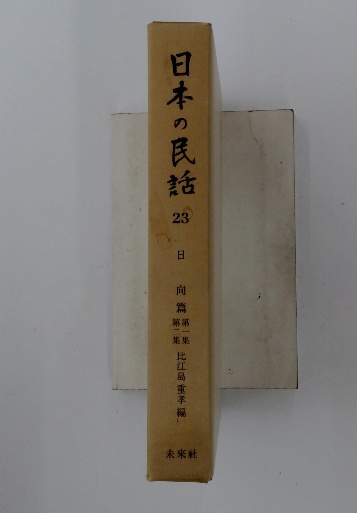 日本の民話
23
日向篇
第一集
第二集
比江島重孝編
未来社